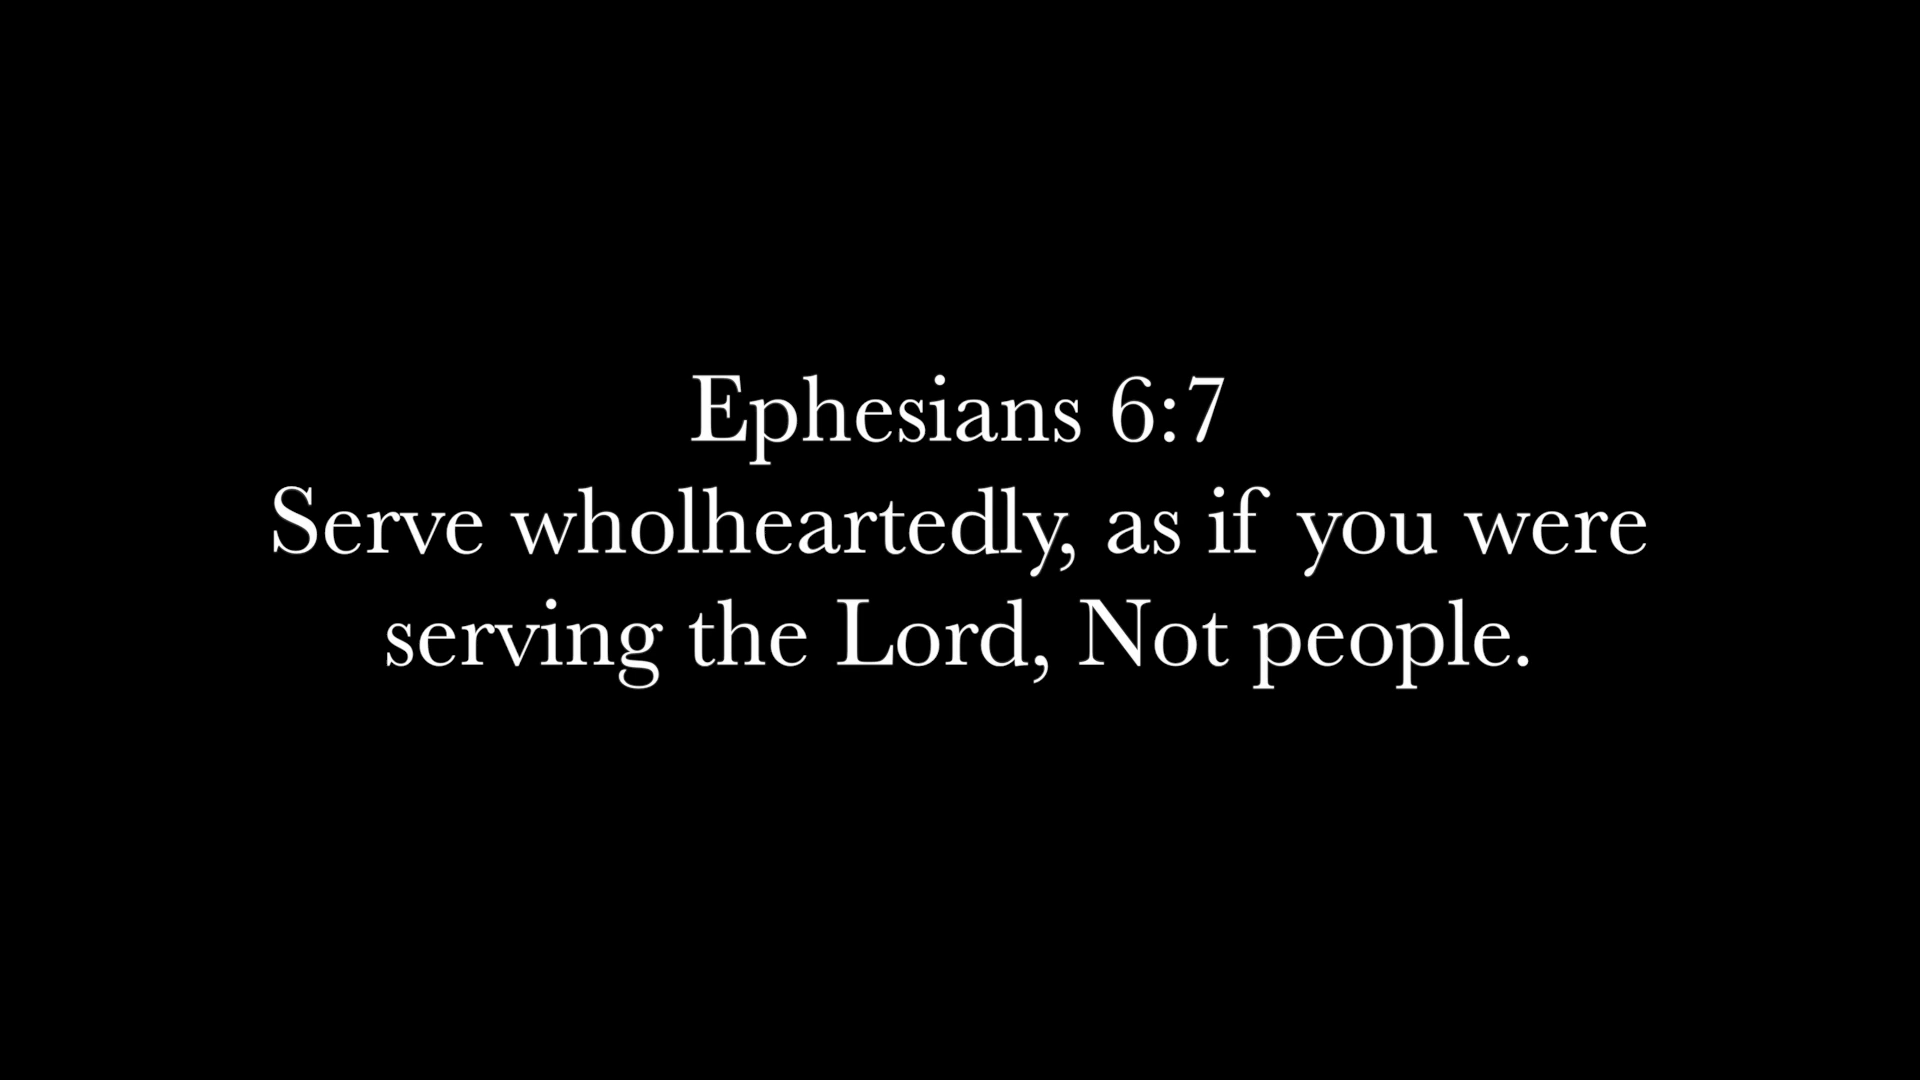 Ephesians 6:7
Serve wholheartedly, as if you were
serving the Lord, Not people.